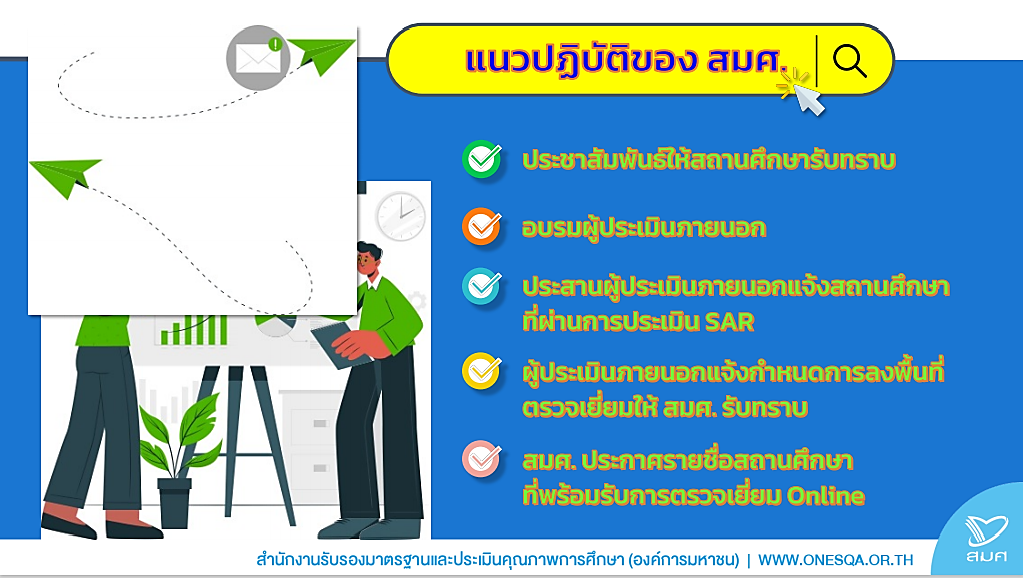 แนวปฏิบัติของ สมศ.
ประชาสัมพันธ์ให้สถานศึกษารับทราบ
อบรมผู้ประเมินภายนอก
ประสานผู้ประเมินภายนอกแจ้งสถานศึกษา
ที่ผ่านการประเมิน SAR
ผู้ประเมินภายนอกแจ้งกำหนดการลงพื้นที่
ตรวจเยี่ยมให้ สมศ. รับทราบ
สมศ. ประกาศรายชื่อสถานศึกษา
ที่พร้อมรับการตรวจเยี่ยม Online
สำนักงานรับรองมาตรฐานและประเมินคุณภาพการศึกษา (องค์การมหาชน) | WWW.ONESQA.OR.TH
สมศ